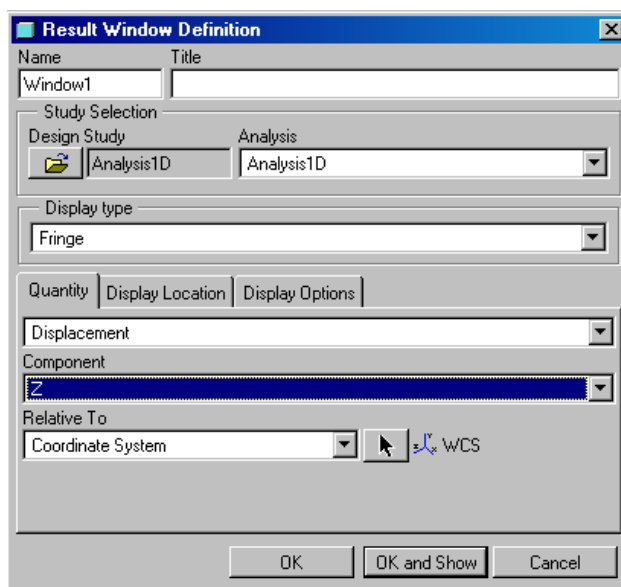 Result Window Definition
Name Title
Window1
Study Selection
Design Study Analysis
Analysis1D Analysis1D
Display type
Fringe
Quantity Display Location Display Options
Displacement
Component
Z
Relative To
Coordinate System WCS
OK OK and Show Cancel